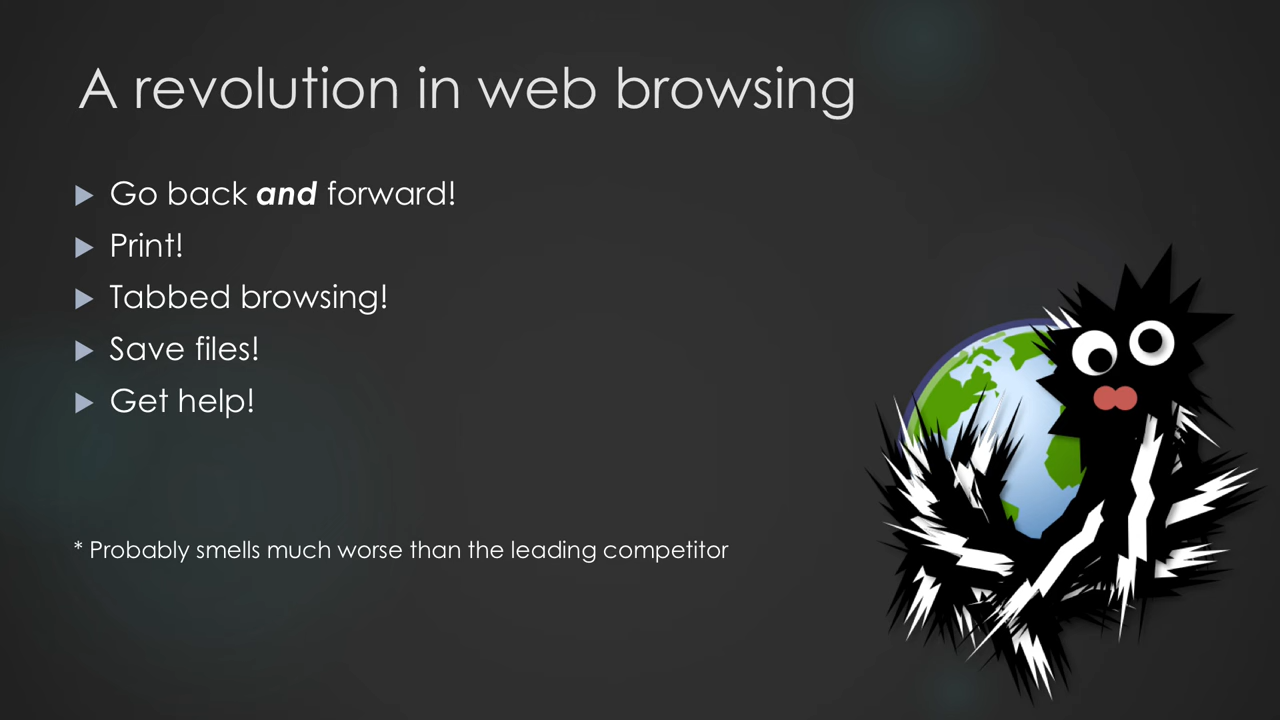 A revolution in web browsing
Go back and forward!
Print!
Tabbed browsing!
Save files!
Get help!
* Probably smells much worse than the leading competitor